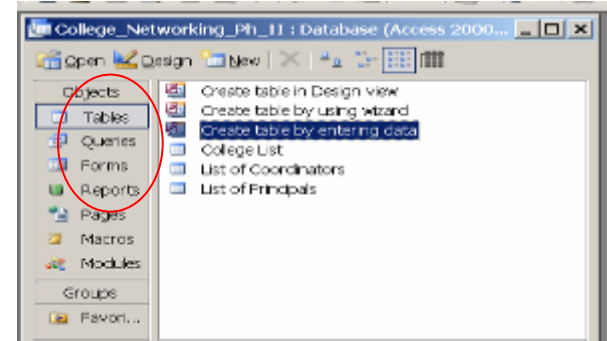 College_Networking_Ph_II : Database (Access 2000...
Open Design New
Objects
Tables
Queries
Forms
Reports
Pages
Macros
Modules
Groups
Favori...
Create table in Design view
Create table by using wizard
Create table by entering data
College List
List of Coordinators
List of Principals